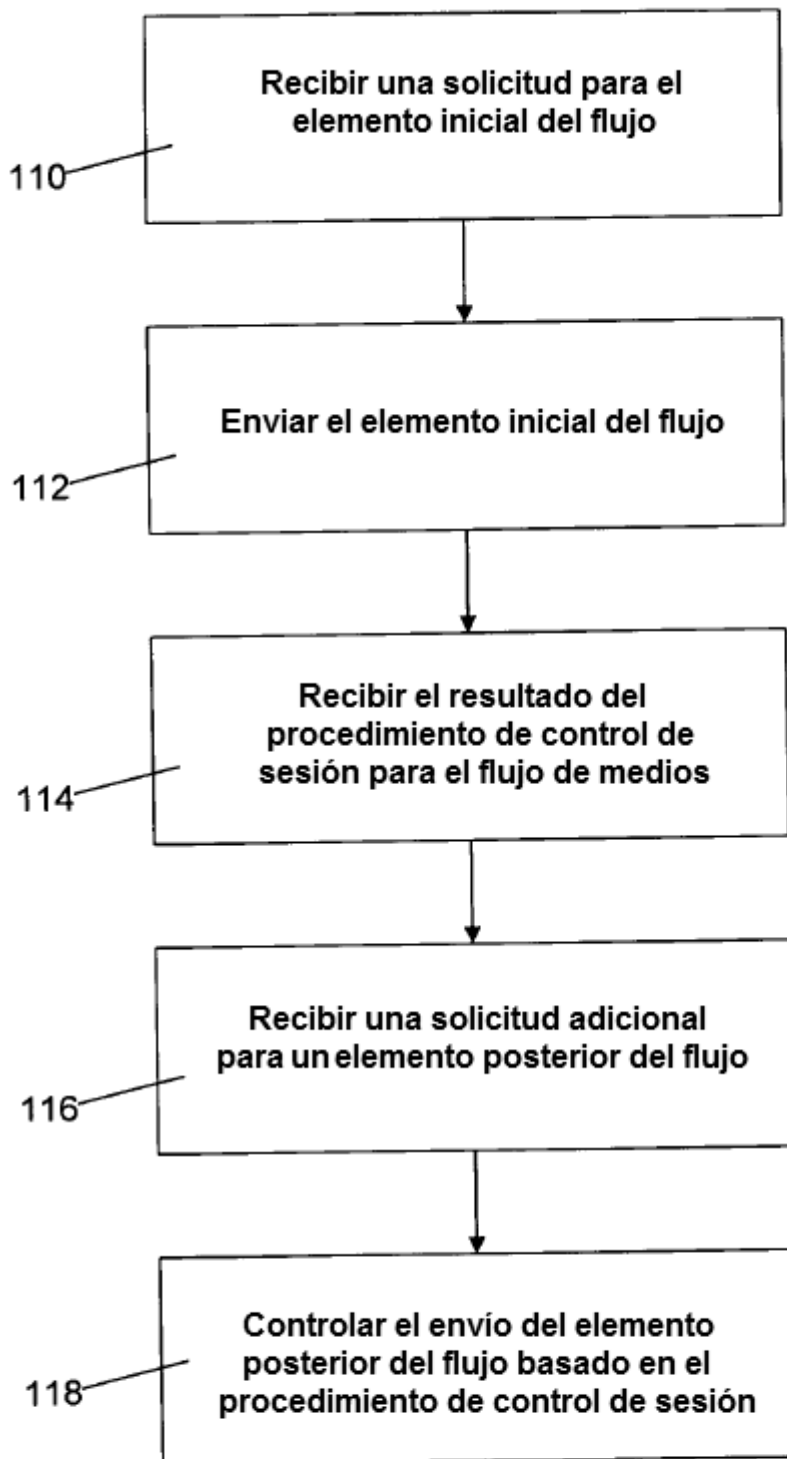 Recibir una solicitud para el
elemento inicial del flujo
110
Enviar el elemento inicial del flujo
112
Recibir el resultado del
procedimiento de control de
sesión para el flujo de medios
114
Recibir una solicitud adicional
para un elemento posterior del flujo
116
Controlar el envío del elemento
posterior del flujo basado en el
procedimiento de control de sesión
118